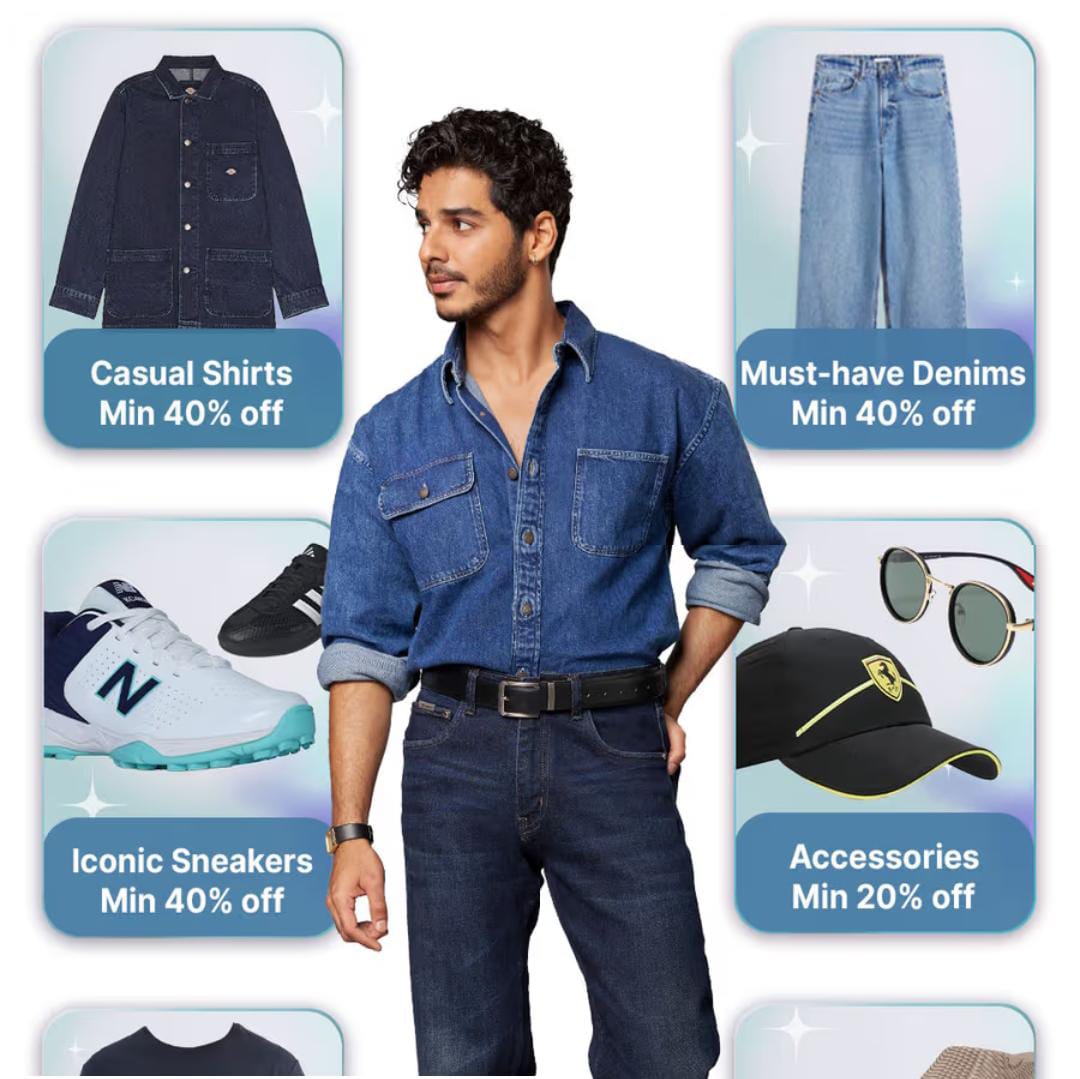 Casual Shirts
Min 40% off
Must-have Denims
Min 40% off
N
Iconic Sneakers
Min 40% off
Accessories
Min 20% off